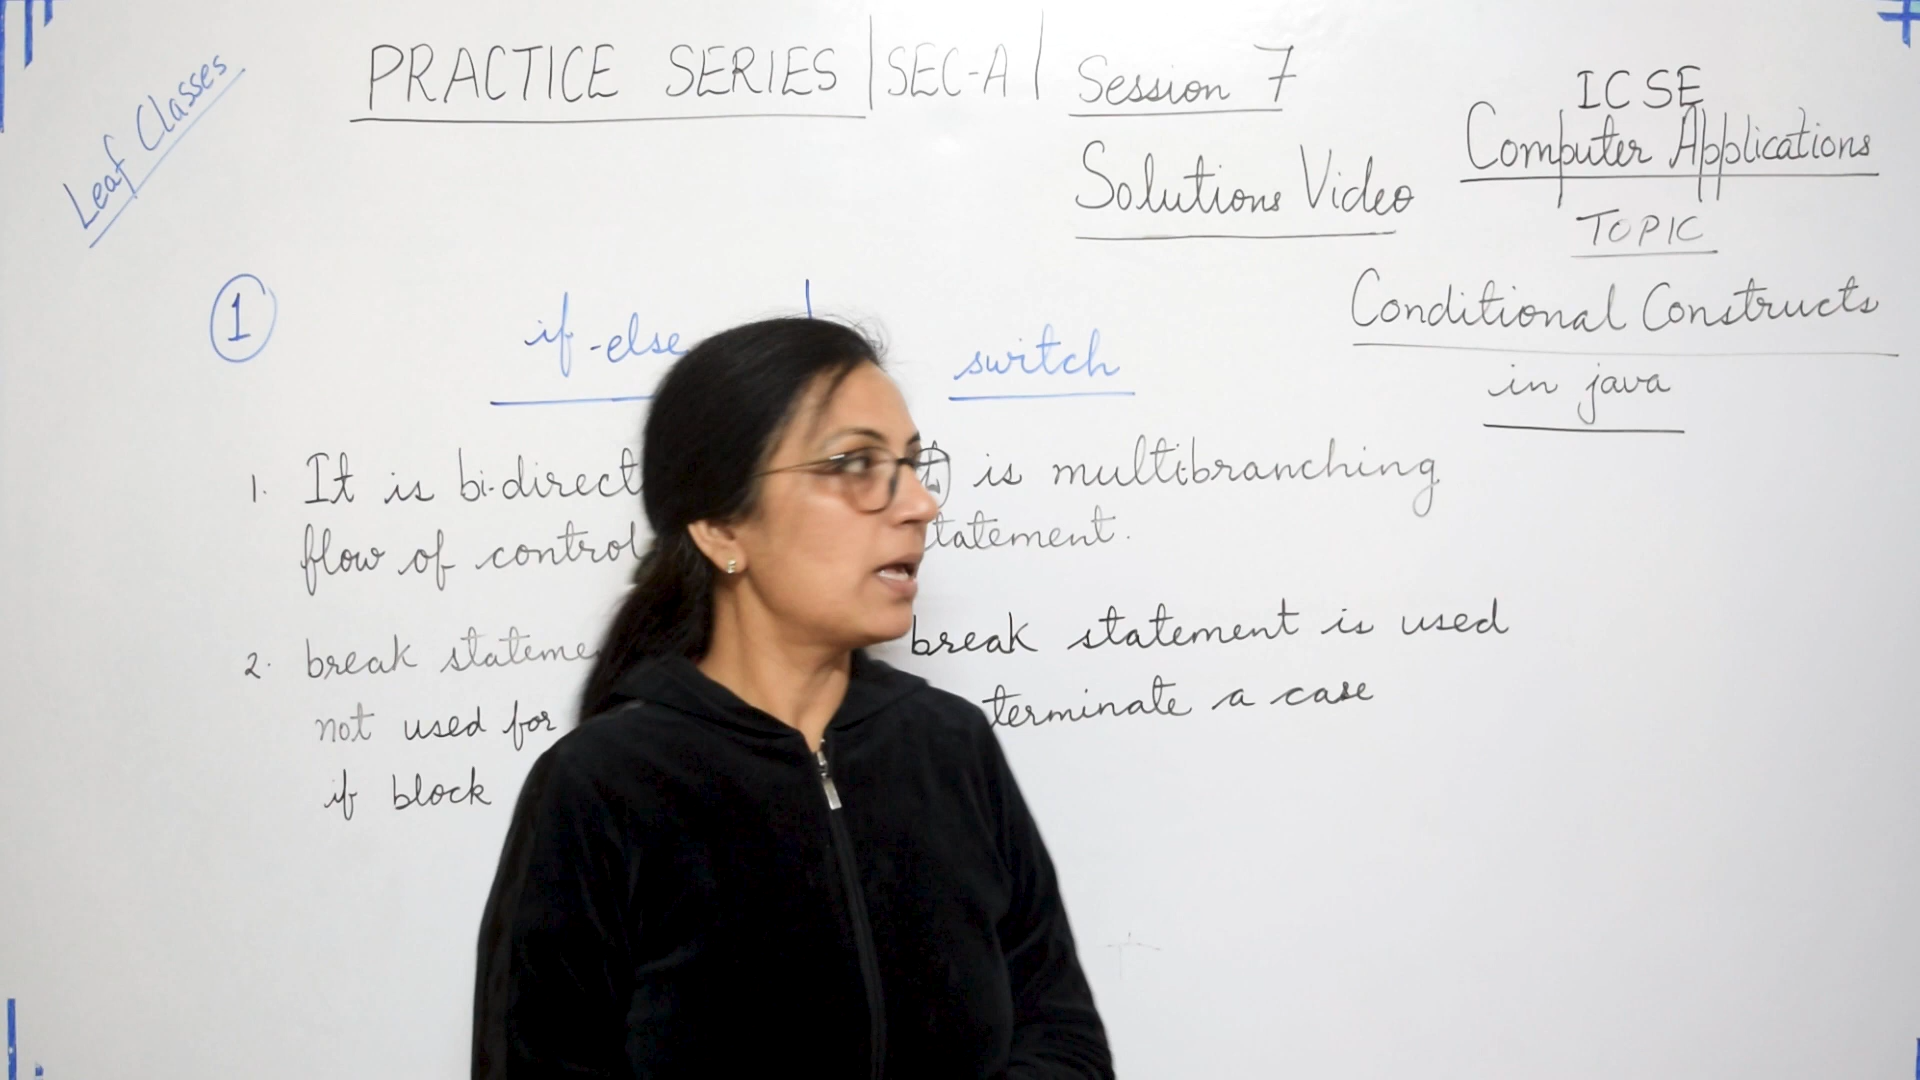 Leaf Classes
PRACTICE SERIES | SEC-A | Session 7
Solutions Video
ICSE
Computer Applications
TOPIC
Conditional Constructs
in java
1
if-else
switch
1. It is bi-direct
flow of control
is multibranching
tatement.
2. break stateme
not used for
if block
break statement is used
terminate a case